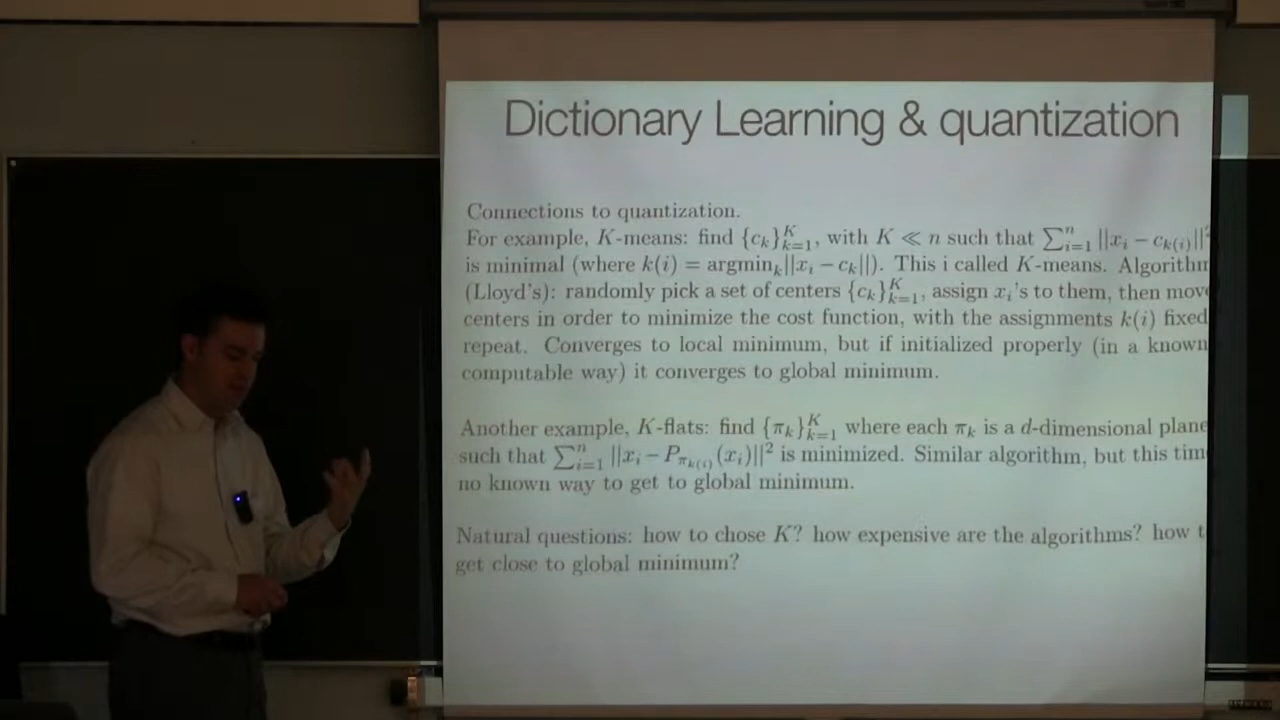 Dictionary Learning & quantization
Connections to quantization.
For example, K-means: find {c_k}_{k=1}^K, with K ≪ n such that ∑_{i=1}^n ||x_i − c_{k(i)}||²
is minimal (where k(i) = argmin_k||x_i − c_k||). This i called K-means. Algorithm
(Lloyd's): randomly pick a set of centers {c_k}_{k=1}^K, assign x_i's to them, then move
centers in order to minimize the cost function, with the assignments k(i) fixed
repeat. Converges to local minimum, but if initialized properly (in a known
computable way) it converges to global minimum.
Another example, K-flats: find {π_k}_{k=1}^K where each π_k is a d-dimensional plane
such that ∑_{i=1}^n ||x_i − P_{π_{k(i)}}(x_i)||² is minimized. Similar algorithm, but this tim
no known way to get to global minimum.
Natural questions: how to chose K? how expensive are the algorithms? how t
get close to global minimum?